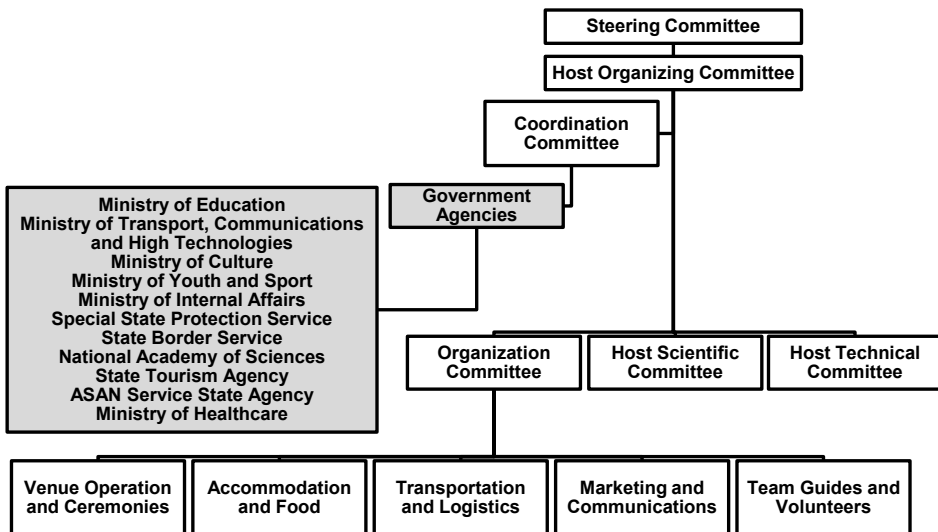 Steering Committee
Host Organizing Committee
Coordination
Committee
Government
Agencies
Ministry of Education
Ministry of Transport, Communications
and High Technologies
Ministry of Culture
Ministry of Youth and Sport
Ministry of Internal Affairs
Special State Protection Service
State Border Service
National Academy of Sciences
State Tourism Agency
ASAN Service State Agency
Ministry of Healthcare
Organization
Committee
Host Scientific
Committee
Host Technical
Committee
Venue Operation
and Ceremonies
Accommodation
and Food
Transportation
and Logistics
Marketing and
Communications
Team Guides and
Volunteers